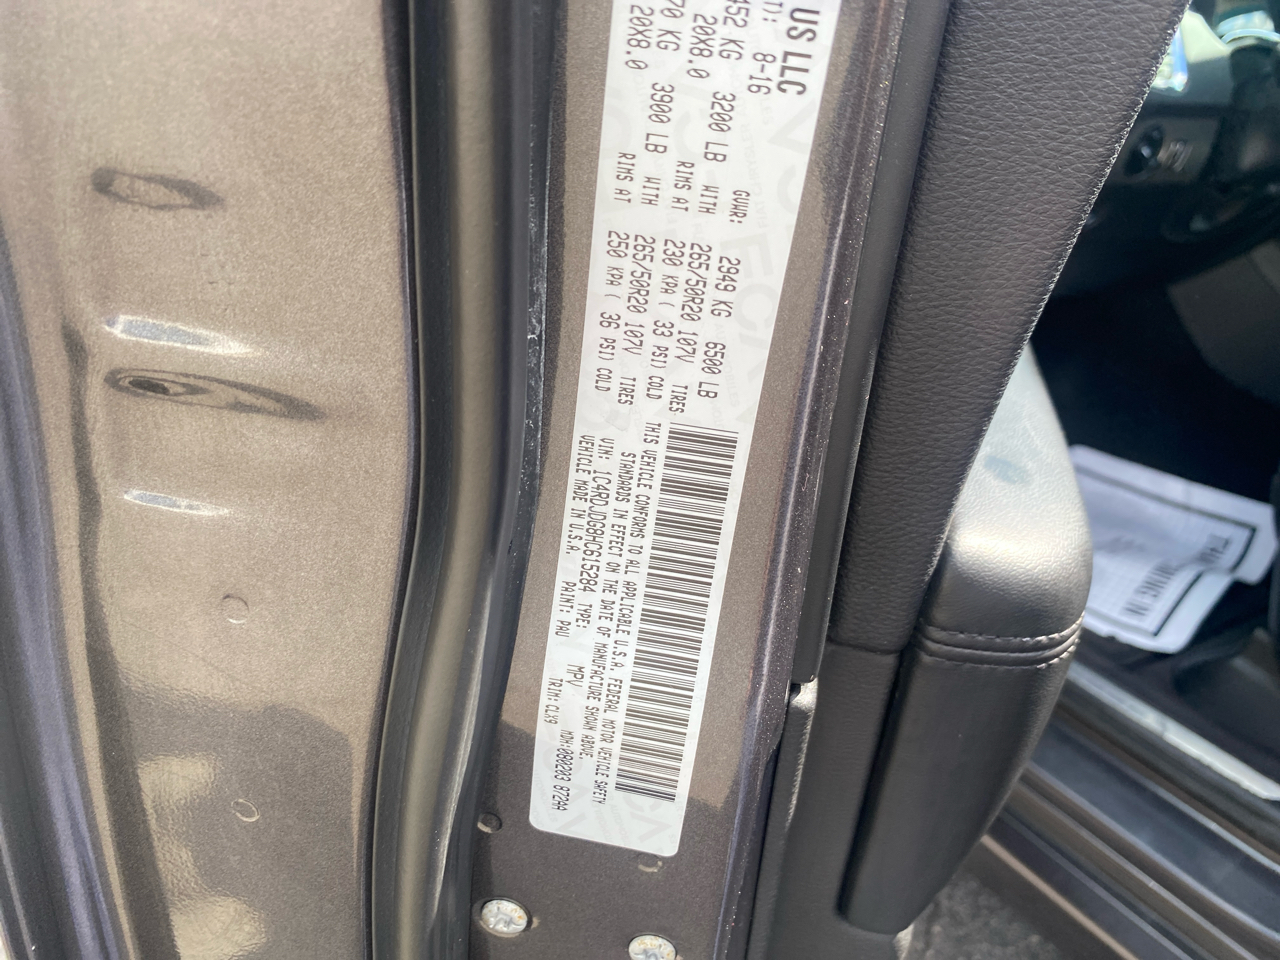 US LLC
8-16
GVWR: 2949 KG 6500 LB
452 KG 3200 LB WITH 265/50R20 107V TIRES
20X8.0 RIMS AT 230 KPA ( 33 PSI) COLD
70 KG 3900 LB WITH 265/50R20 107V TIRES
20X8.0 RIMS AT 250 KPA ( 36 PSI) COLD
THIS VEHICLE CONFORMS TO ALL APPLICABLE U.S.A. FEDERAL MOTOR VEHICLE SAFETY
STANDARDS IN EFFECT ON THE DATE OF MANUFACTURE SHOWN ABOVE.
VIN: 1C4RDJDG8HC615284 TYPE: MPV MDH:080203 872AA
VEHICLE MADE IN U.S.A. PAINT: PAU TRIM:CLX9